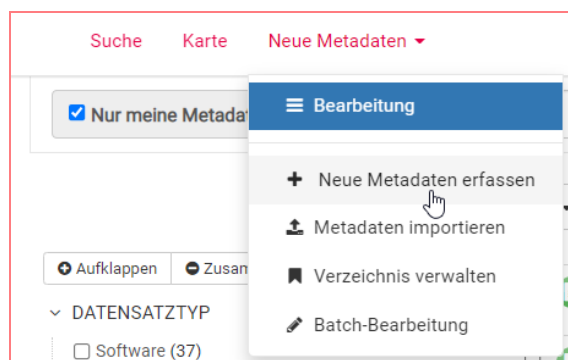 Suche Karte Neue Metadaten
Nur meine Metada
Bearbeitung
Neue Metadaten erfassen
Metadaten importieren
Aufklappen Zusam
Verzeichnis verwalten
DATENSATZTYP
Batch-Bearbeitung
Software (37)